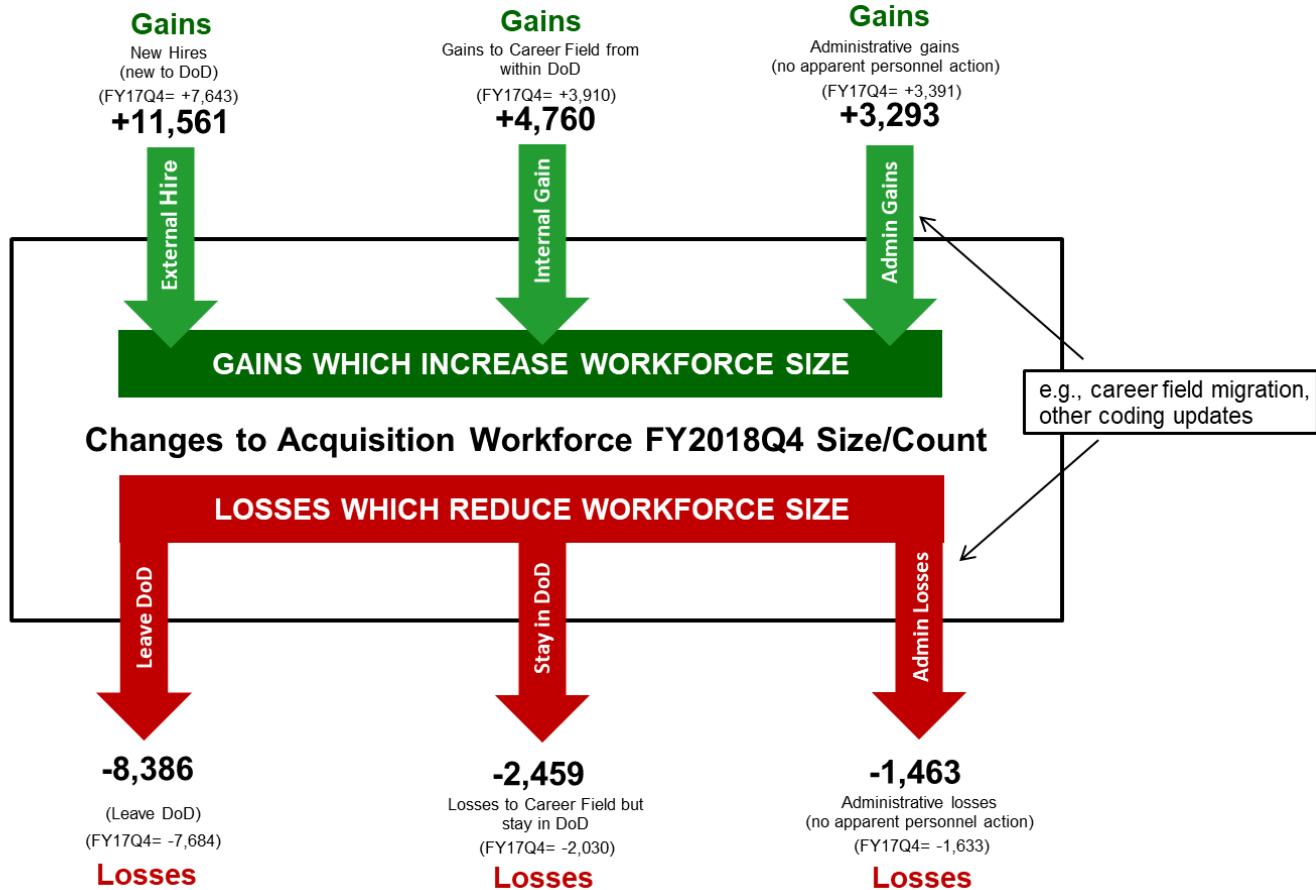 Gains
New Hires
(new to DoD)
(FY17Q4= +7,643)
+11,561
External Hire
Gains
Gains to Career Field from
within DoD
(FY17Q4= +3,910)
+4,760
Internal Gain
Gains
Administrative gains
(no apparent personnel action)
(FY17Q4= +3,391)
+3,293
Admin Gains
GAINS WHICH INCREASE WORKFORCE SIZE
e.g., career field migration,
other coding updates
Changes to Acquisition Workforce FY2018Q4 Size/Count
LOSSES WHICH REDUCE WORKFORCE SIZE
Leave DoD
-8,386
(Leave DoD)
(FY17Q4= -7,684)
Losses
Stay in DoD
-2,459
Losses to Career Field but
stay in DoD
(FY17Q4= -2,030)
Losses
Admin Losses
-1,463
Administrative losses
(no apparent personnel action)
(FY17Q4= -1,633)
Losses